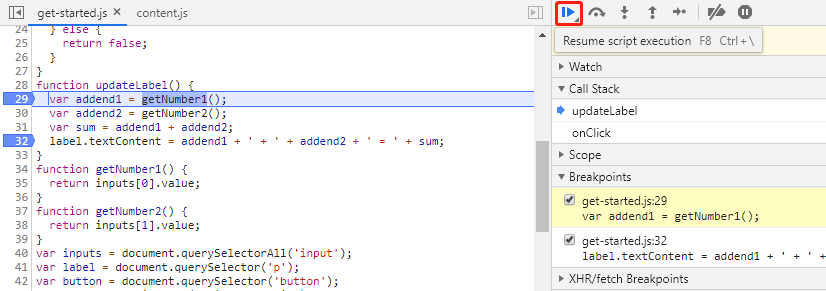 get-started.js × content.js
24 } else {
25 return false;
26 }
27 }
28 function updateLabel() {
29 var addend1 = getNumber1();
30 var addend2 = getNumber2();
31 var sum = addend1 + addend2;
32 label.textContent = addend1 + ' + ' + addend2 + ' = ' + sum;
33 }
34 function getNumber1() {
35 return inputs[0].value;
36 }
37 function getNumber2() {
38 return inputs[1].value;
39 }
40 var inputs = document.querySelectorAll('input');
41 var label = document.querySelector('p');
42 var button = document.querySelector('button');
Resume script execution F8 Ctrl+\
Watch
Call Stack
updateLabel
onClick
Scope
Breakpoints
get-started.js:29
var addend1 = getNumber1();
get-started.js:32
label.textContent = addend1 + ' + ' +
XHR/fetch Breakpoints